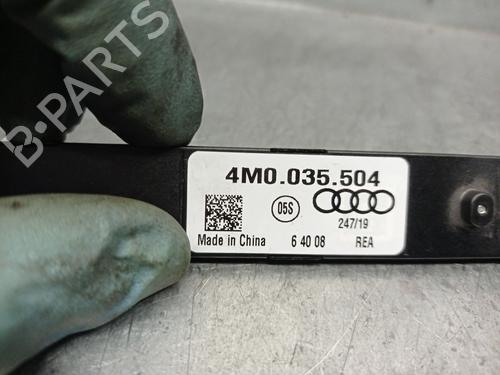 B-PARTS
4M0.035.504
05S
247/19
Made in China 6 40 08 REA